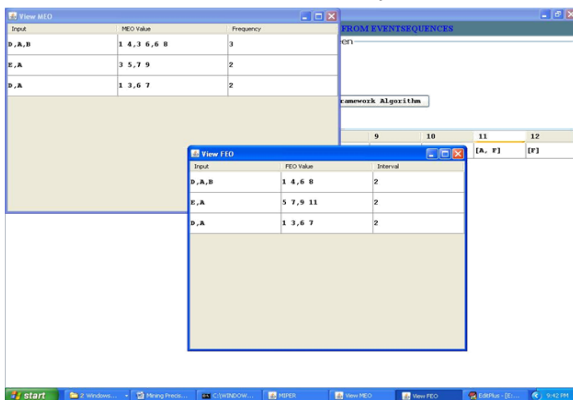 View MEO
Input MEO Value Frequency
D,A,B 1 4,3 6,6 8 3
E,A 3 5,7 9 2
D,A 1 3,6 7 2
FROM EVENTSEQUENCES
en
ramework Algorithm
9 10 11 12
[A, F] [F]
View FEO
Input FEO Value Interval
D,A,B 1 4,6 8 2
E,A 5 7,9 11 2
D,A 1 3,6 7 2
start 2 Windows... Mining Precis... C:\WINDOW... MIPER View MEO View FEO EditPlus - [E:... 9:42 PM